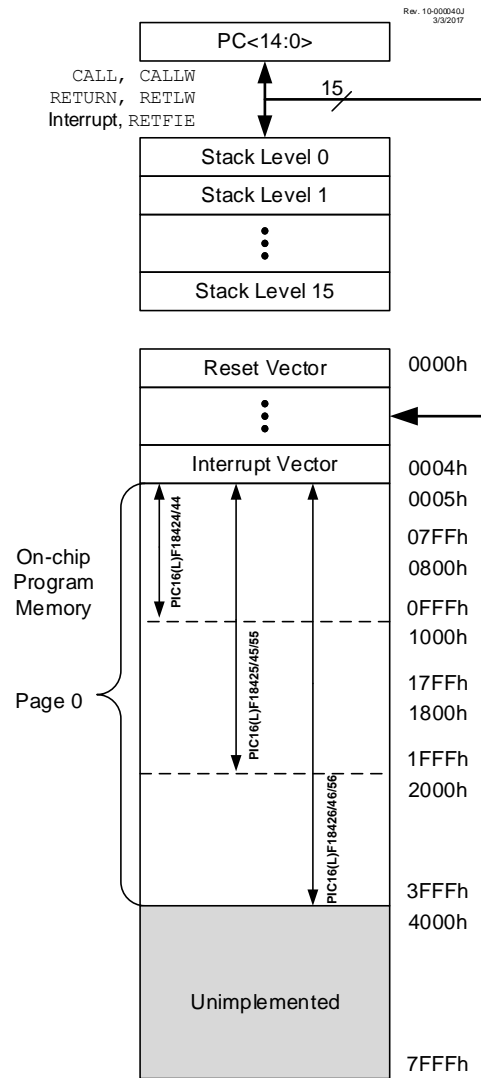 Rev. 10-000040J
3/3/2017
PC<14:0>
CALL, CALLW
RETURN, RETLW
Interrupt, RETFIE
15
Stack Level 0
Stack Level 1
Stack Level 15
Reset Vector
0000h
Interrupt Vector
0004h
0005h
07FFh
0800h
0FFFh
1000h
17FFh
1800h
1FFFh
2000h
3FFFh
4000h
7FFFh
On-chip
Program
Memory
Page 0
PIC16(L)F18424/44
PIC16(L)F18425/45/55
PIC16(L)F18426/46/56
Unimplemented